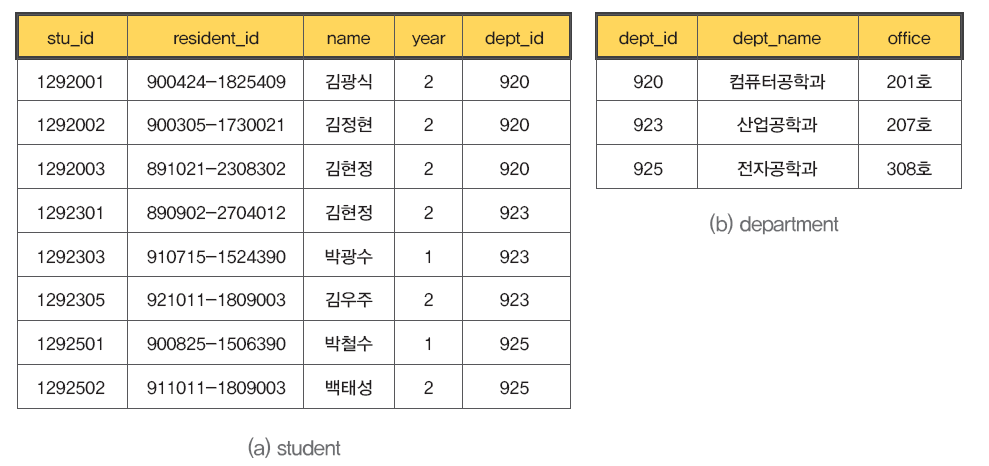 stu_id resident_id name year dept_id
1292001 900424-1825409 김광식 2 920
1292002 900305-1730021 김정현 2 920
1292003 891021-2308302 김현정 2 920
1292301 890902-2704012 김현정 2 923
1292303 910715-1524390 박광수 1 923
1292305 921011-1809003 김우주 2 923
1292501 900825-1506390 박철수 1 925
1292502 911011-1809003 백태성 2 925
(a) student
dept_id dept_name office
920 컴퓨터공학과 201호
923 산업공학과 207호
925 전자공학과 308호
(b) department